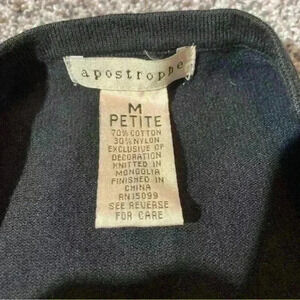 apostrophe
M
PETITE
70% COTTON
30% NYLON
EXCLUSIVE OF
DECORATION
KNITTED IN
MONGOLIA
FINISHED IN
CHINA
RN15099
SEE REVERSE
FOR CARE